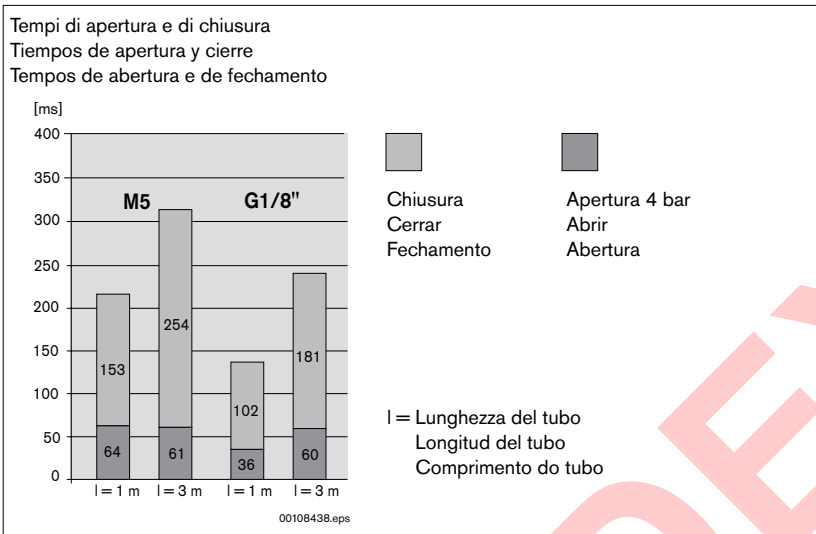 Tempi di apertura e di chiusura
Tiempos de apertura y cierre
Tempos de abertura e de fechamento
[ms]
400
350
300
250
200
150
100
50
0
M5
G1/8"
153
64
254
61
102
36
181
60
l = 1 m
l = 3 m
l = 1 m
l = 3 m
00108438.eps
Chiusura
Cerrar
Fechamento
Apertura 4 bar
Abrir
Abertura
l = Lunghezza del tubo
Longitud del tubo
Comprimento do tubo